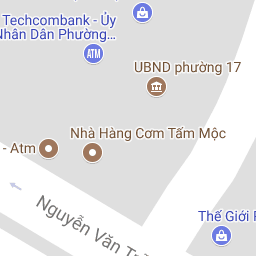 Techcombank - Ủy
Nhân Dân Phường...
ATM
UBND phường 17
Nhà Hàng Cơm Tấm Mộc
- Atm
Nguyễn Văn
Thế Giới